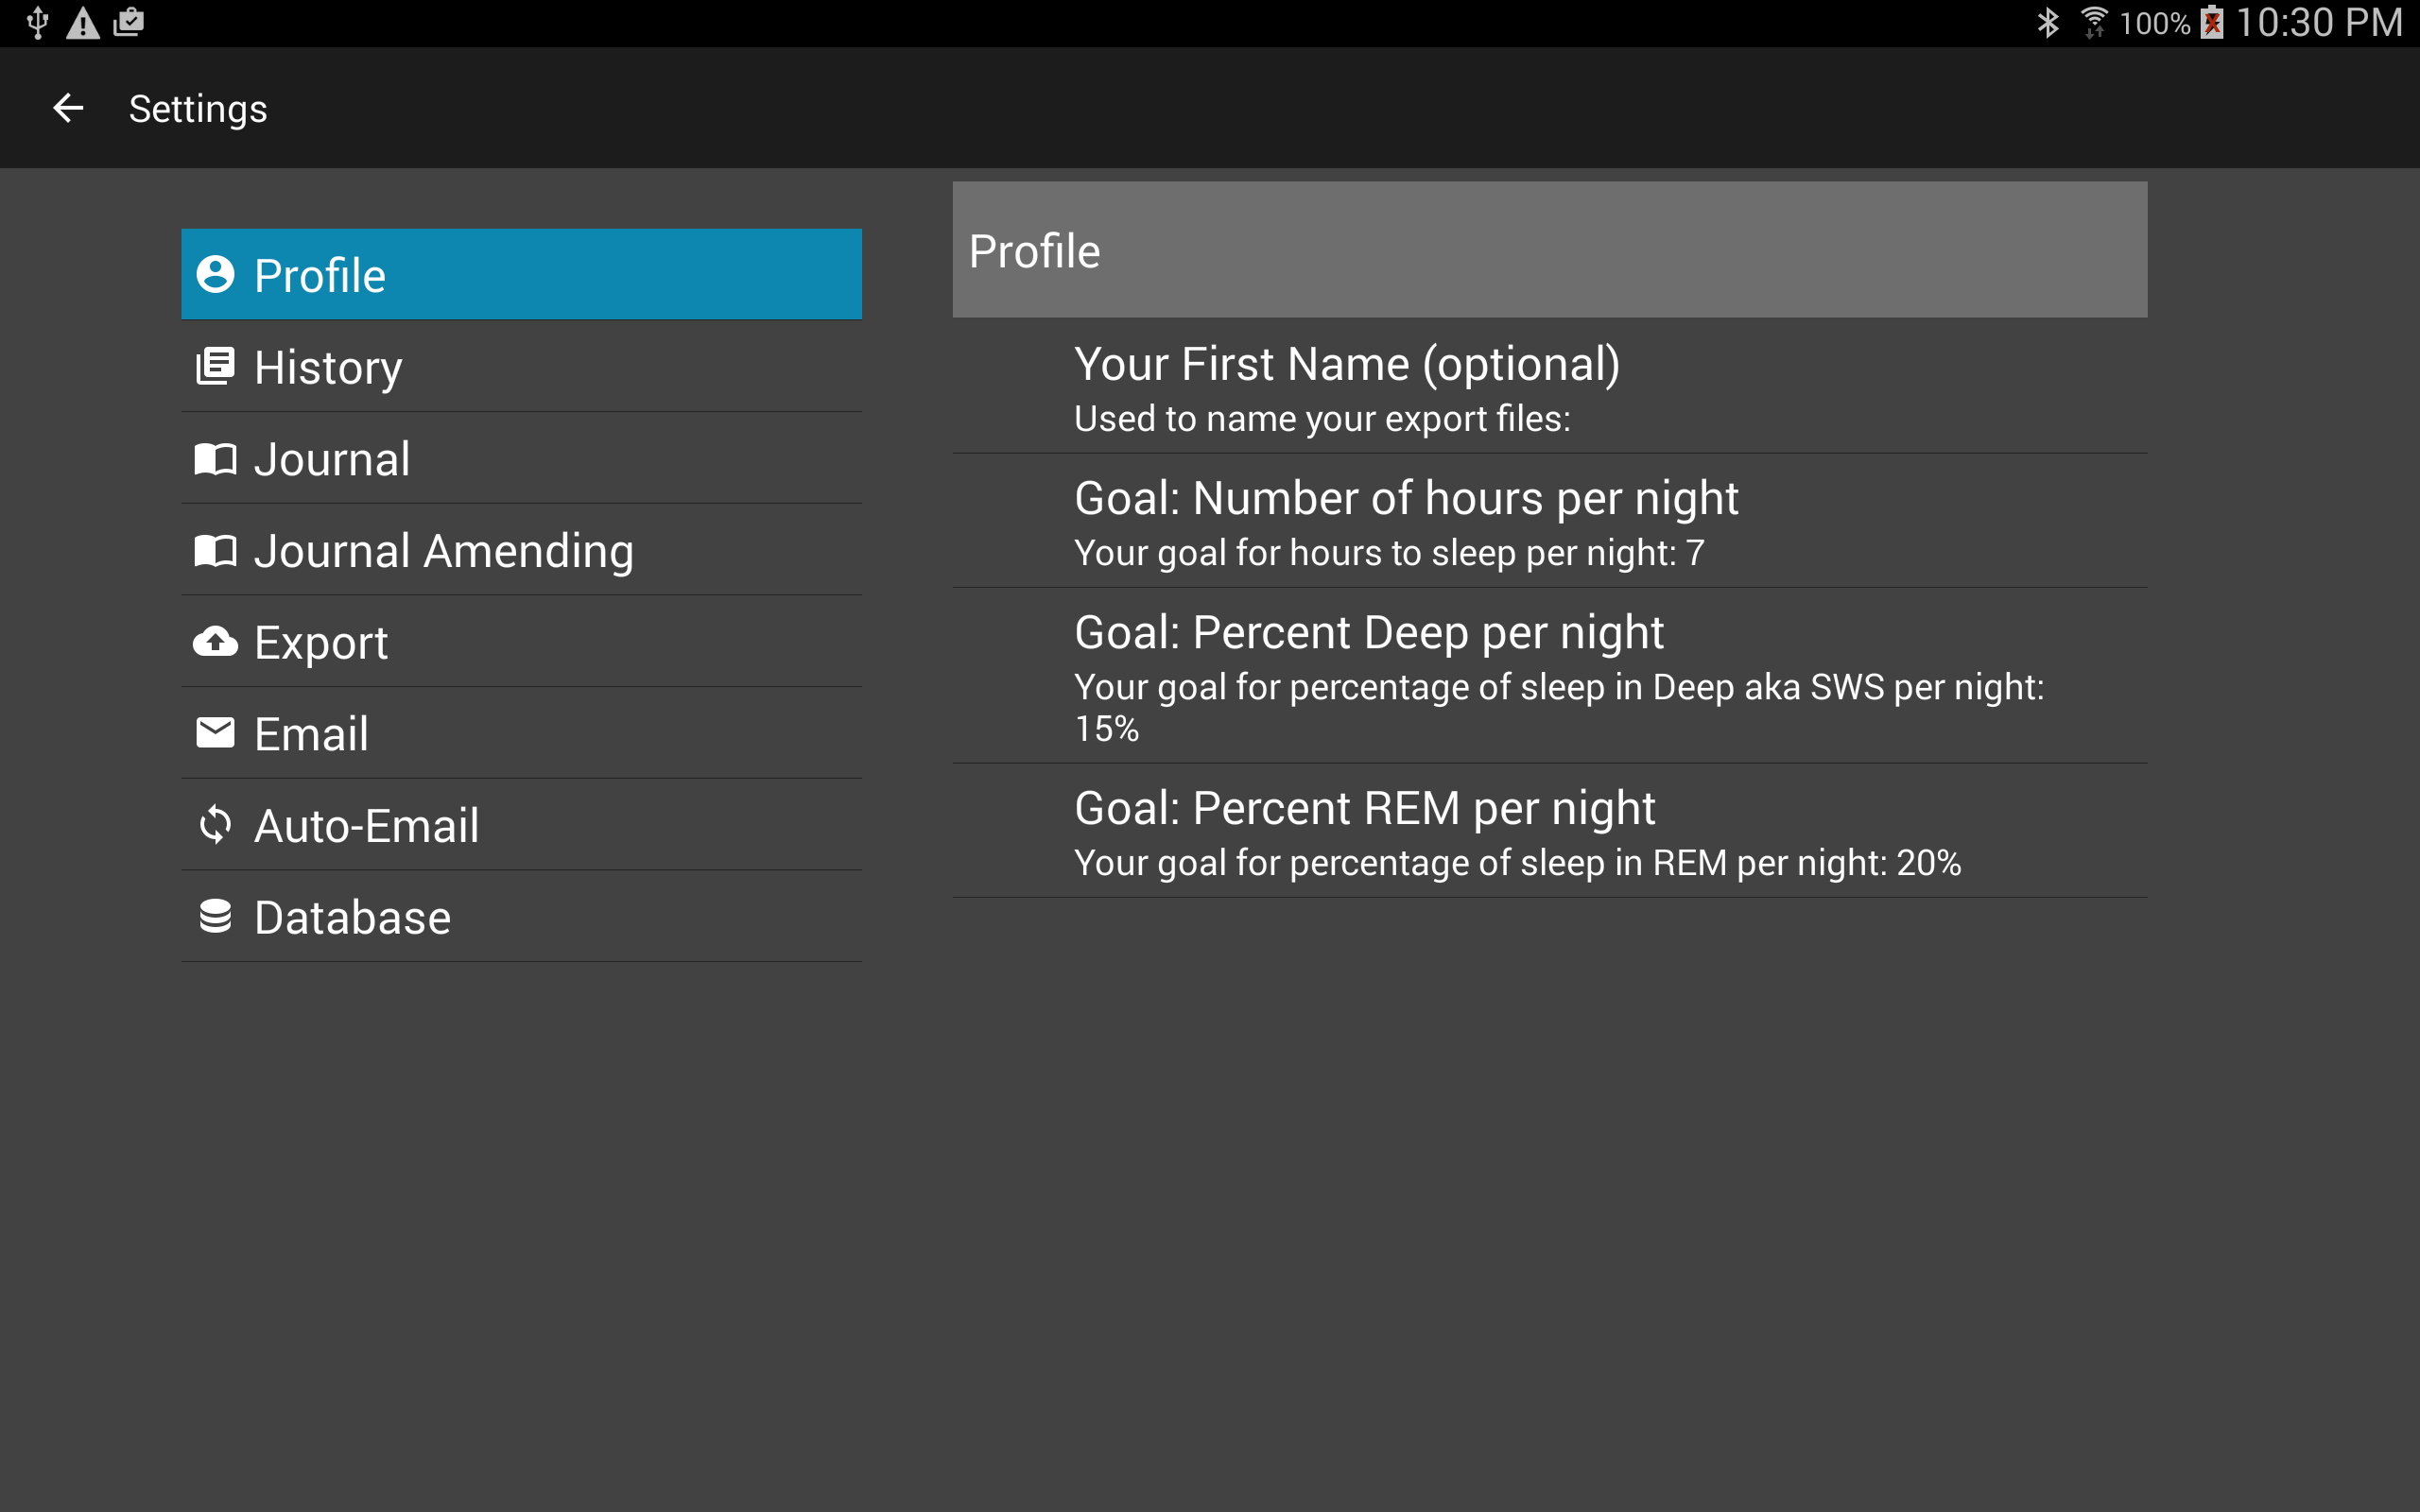 100% 10:30 PM
Settings
Profile
History
Journal
Journal Amending
Export
Email
Auto-Email
Database
Profile
Your First Name (optional)
Used to name your export files:
Goal: Number of hours per night
Your goal for hours to sleep per night: 7
Goal: Percent Deep per night
Your goal for percentage of sleep in Deep aka SWS per night:
15%
Goal: Percent REM per night
Your goal for percentage of sleep in REM per night: 20%